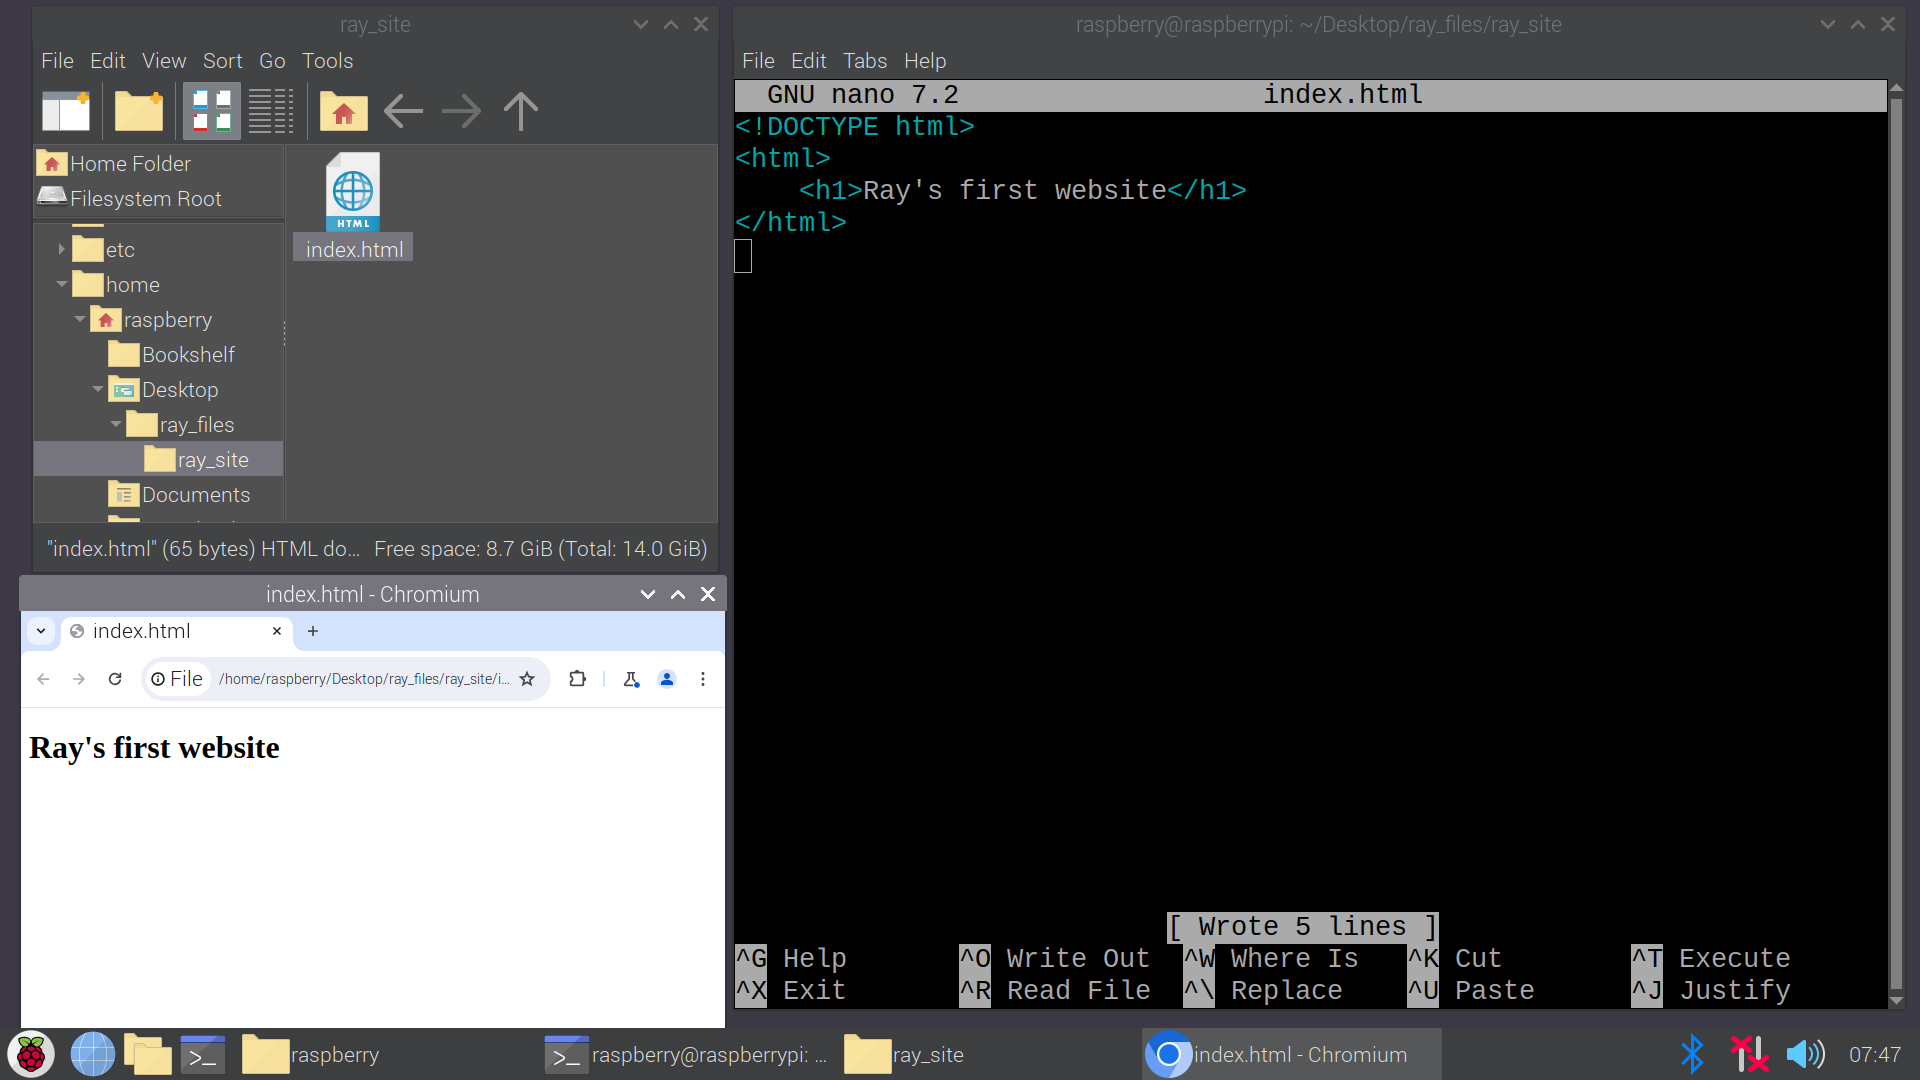 ray_site
File Edit View Sort Go Tools
Home Folder
Filesystem Root
etc
home
raspberry
Bookshelf
Desktop
ray_files
ray_site
Documents
HTML
index.html
"index.html" (65 bytes) HTML do... Free space: 8.7 GiB (Total: 14.0 GiB)
raspberry@raspberrypi: ~/Desktop/ray_files/ray_site
File Edit Tabs Help
GNU nano 7.2 index.html
<!DOCTYPE html>
<html>
    <h1>Ray's first website</h1>
</html>
[ Wrote 5 lines ]
^G Help ^O Write Out ^W Where Is ^K Cut ^T Execute
^X Exit ^R Read File ^\ Replace ^U Paste ^J Justify
index.html - Chromium
index.html
File /home/raspberry/Desktop/ray_files/ray_site/i...
Ray's first website
raspberry raspberry@raspberrypi: ... ray_site index.html - Chromium 07:47